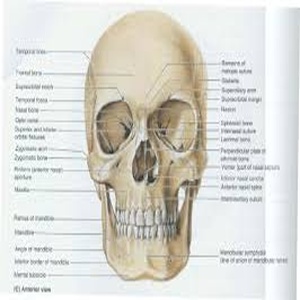 Temporal lines
Frontal bone
Supraorbital notch
Temporal fossa
Nasal bone
Optic canal
Superior and inferior
orbital fissures
Zygomatic arch
Zygomatic bone
Piriform (anterior nasal)
aperture
Maxilla
Ramus of mandible
Mandible
Angle of mandible
Inferior border of mandible
Mental tubercle
(B) Anterior view
Remains of
metopic suture
Glabella
Superciliary arch
Supraorbital margin
Nasion
Sphenoid bone
Internasal suture
Lacrimal bone
Perpendicular plate of
ethmoid bone
Vomer (part of nasal septum)
Inferior nasal concha
Anterior nasal spine
Intermaxillary suture
Mandibular symphysis
(line of union of mandibular halves)